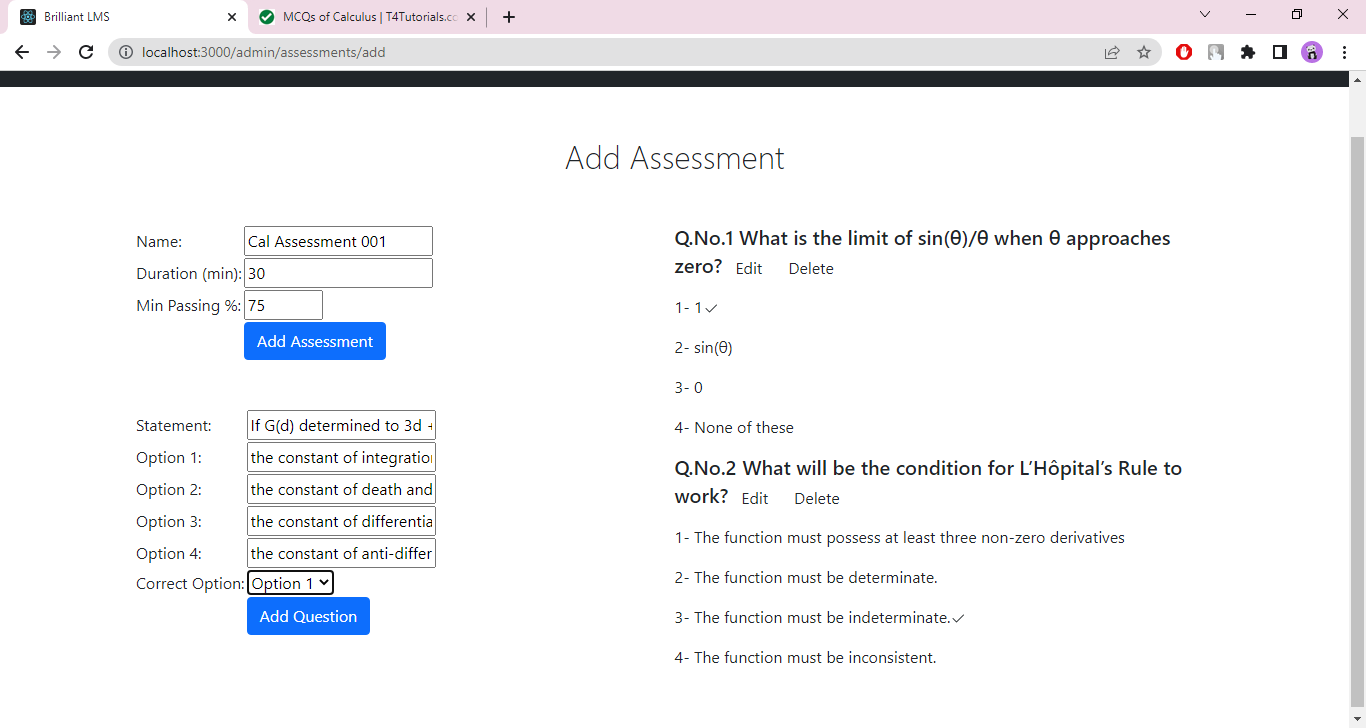 Brilliant LMS
MCQs of Calculus | T4Tutorials.co
localhost:3000/admin/assessments/add
Add Assessment
Name: Cal Assessment 001
Duration (min): 30
Min Passing %: 75
Add Assessment
Statement: If G(d) determined to 3d +
Option 1: the constant of integration
Option 2: the constant of death and
Option 3: the constant of differentia
Option 4: the constant of anti-differ
Correct Option: Option 1
Add Question
Q.No.1 What is the limit of sin(θ)/θ when θ approaches
zero? Edit Delete
1- 1✓
2- sin(θ)
3- 0
4- None of these
Q.No.2 What will be the condition for L’Hôpital’s Rule to
work? Edit Delete
1- The function must possess at least three non-zero derivatives
2- The function must be determinate.
3- The function must be indeterminate.✓
4- The function must be inconsistent.